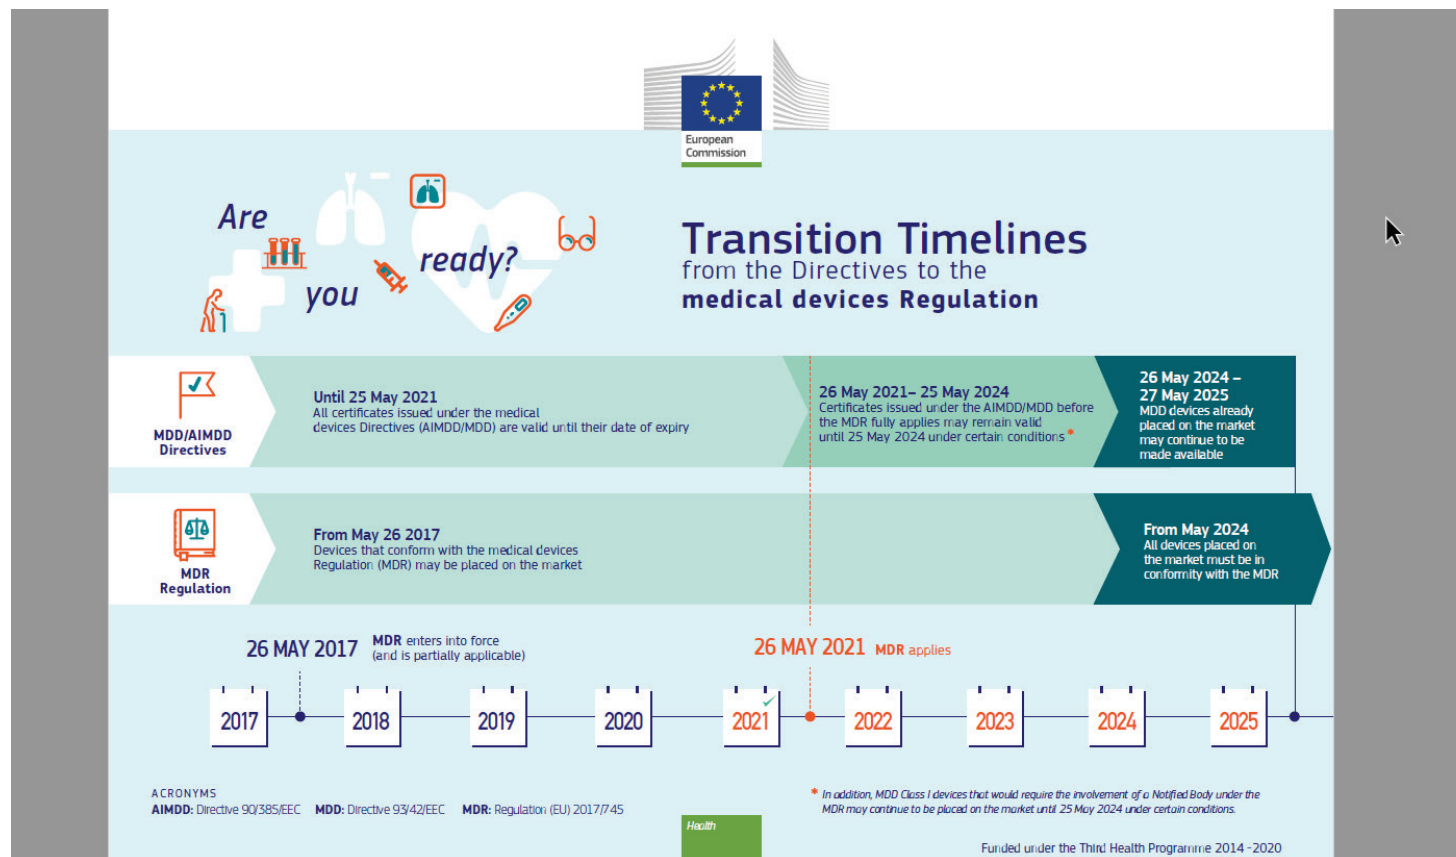 European
Commission
Are
you
ready?
Transition Timelines
from the Directives to the
medical devices Regulation
MDD/AIMDD
Directives
Until 25 May 2021
All certificates issued under the medical
devices Directives (AIMDD/MDD) are valid until their date of expiry
26 May 2021– 25 May 2024
Certificates issued under the AIMDD/MDD before
the MDR fully applies may remain valid
until 25 May 2024 under certain conditions *
26 May 2024 –
27 May 2025
MDD devices already
placed on the market
may continue to be
made available
MDR
Regulation
From May 26 2017
Devices that conform with the medical devices
Regulation (MDR) may be placed on the market
From May 2024
All devices placed on
the market must be in
conformity with the MDR
26 MAY 2017 MDR enters into force
(and is partially applicable)
26 MAY 2021 MDR applies
2017 2018 2019 2020 2021 2022 2023 2024 2025
ACRONYMS
AIMDD: Directive 90/385/EEC MDD: Directive 93/42/EEC MDR: Regulation (EU) 2017/745
* In addition, MDD Class I devices that would require the involvement of a Notified Body under the
MDR may continue to be placed on the market until 25 May 2024 under certain conditions.
Health
Funded under the Third Health Programme 2014 -2020